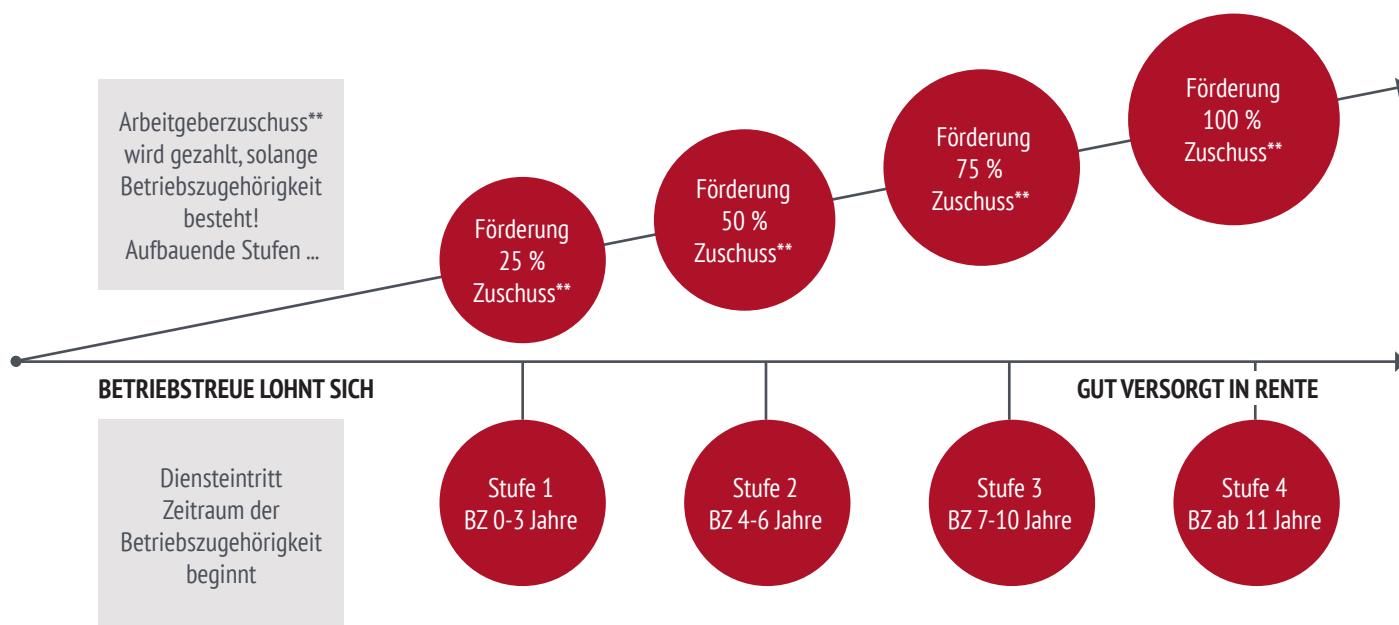 Arbeitgeberzuschuss**
wird gezahlt, solange
Betriebszugehörigkeit
besteht!
Aufbauende Stufen ...
Förderung
25 %
Zuschuss**
Förderung
50 %
Zuschuss**
Förderung
75 %
Zuschuss**
Förderung
100 %
Zuschuss**
BETRIEBSTREUE LOHNT SICH
GUT VERSORGT IN RENTE
Diensteintritt
Zeitraum der
Betriebszugehörigkeit
beginnt
Stufe 1
BZ 0-3 Jahre
Stufe 2
BZ 4-6 Jahre
Stufe 3
BZ 7-10 Jahre
Stufe 4
BZ ab 11 Jahre